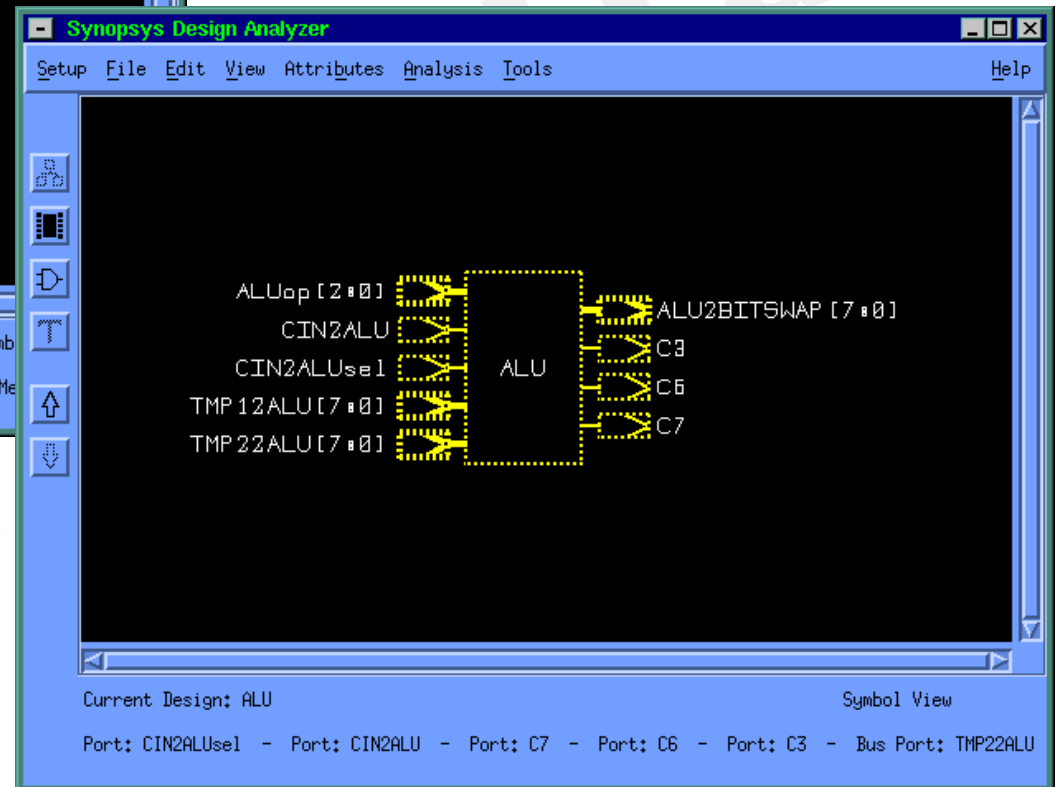 Synopsys Design Analyzer
Setup File Edit View Attributes Analysis Tools Help
ALUop[2:0]
CIN2ALU
CIN2ALUsel
TMP12ALU[7:0]
TMP22ALU[7:0]
ALU
ALU2BITSWAP[7:0]
C3
C6
C7
Current Design: ALU Symbol View
Port: CIN2ALUsel - Port: CIN2ALU - Port: C7 - Port: C6 - Port: C3 - Bus Port: TMP22ALU
mb
Me